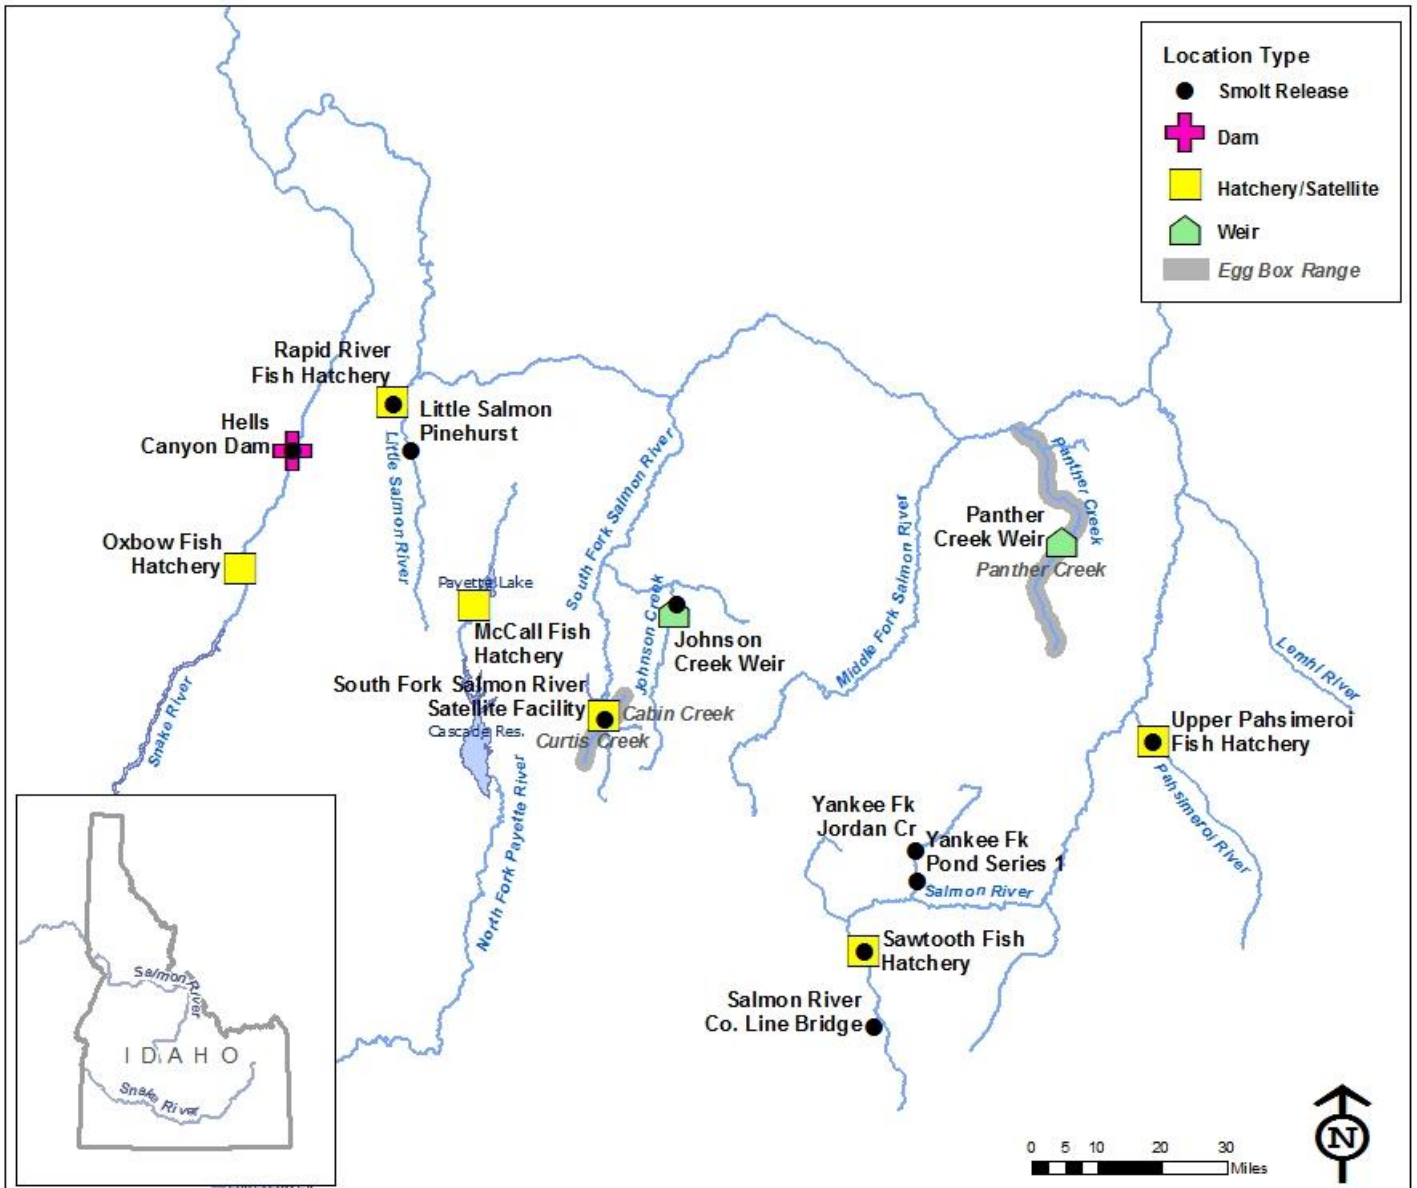 Location Type
Smolt Release
Dam
Hatchery/Satellite
Weir
Egg Box Range
Rapid River
Fish Hatchery
Little Salmon
Pinehurst
Hells
Canyon Dam
Little Salmon River
South Fork Salmon River
Panther Creek
Panther
Creek Weir
Panther Creek
Oxbow Fish
Hatchery
Payette Lake
McCall Fish
Hatchery
Johnson Creek
Johnson
Creek Weir
Middle Fork Salmon River
Lemhi River
South Fork Salmon River
Satellite Facility
Cabin Creek
Cascade Res.
Curtis Creek
Snake River
Upper Pahsimeroi
Fish Hatchery
Pahsimeroi River
North Fork Payette River
Yankee Fk
Jordan Cr
Yankee Fk
Pond Series 1
Salmon River
Sawtooth Fish
Hatchery
Salmon River
Co. Line Bridge
Salmon River
IDAHO
Snake River
N
0 5 10 20 30
Miles